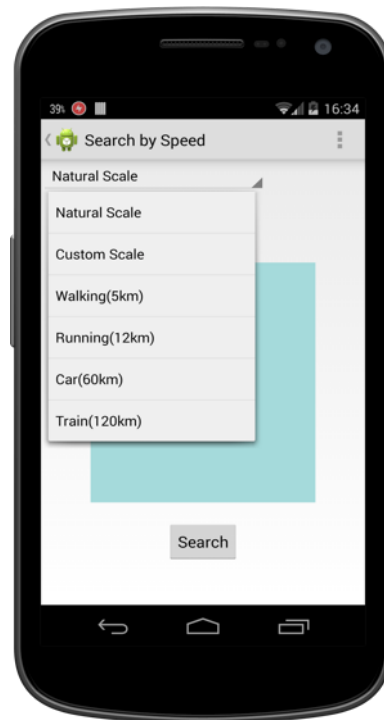 39% 16:34
Search by Speed
Natural Scale
Natural Scale
Custom Scale
Walking(5km)
Running(12km)
Car(60km)
Train(120km)
Search